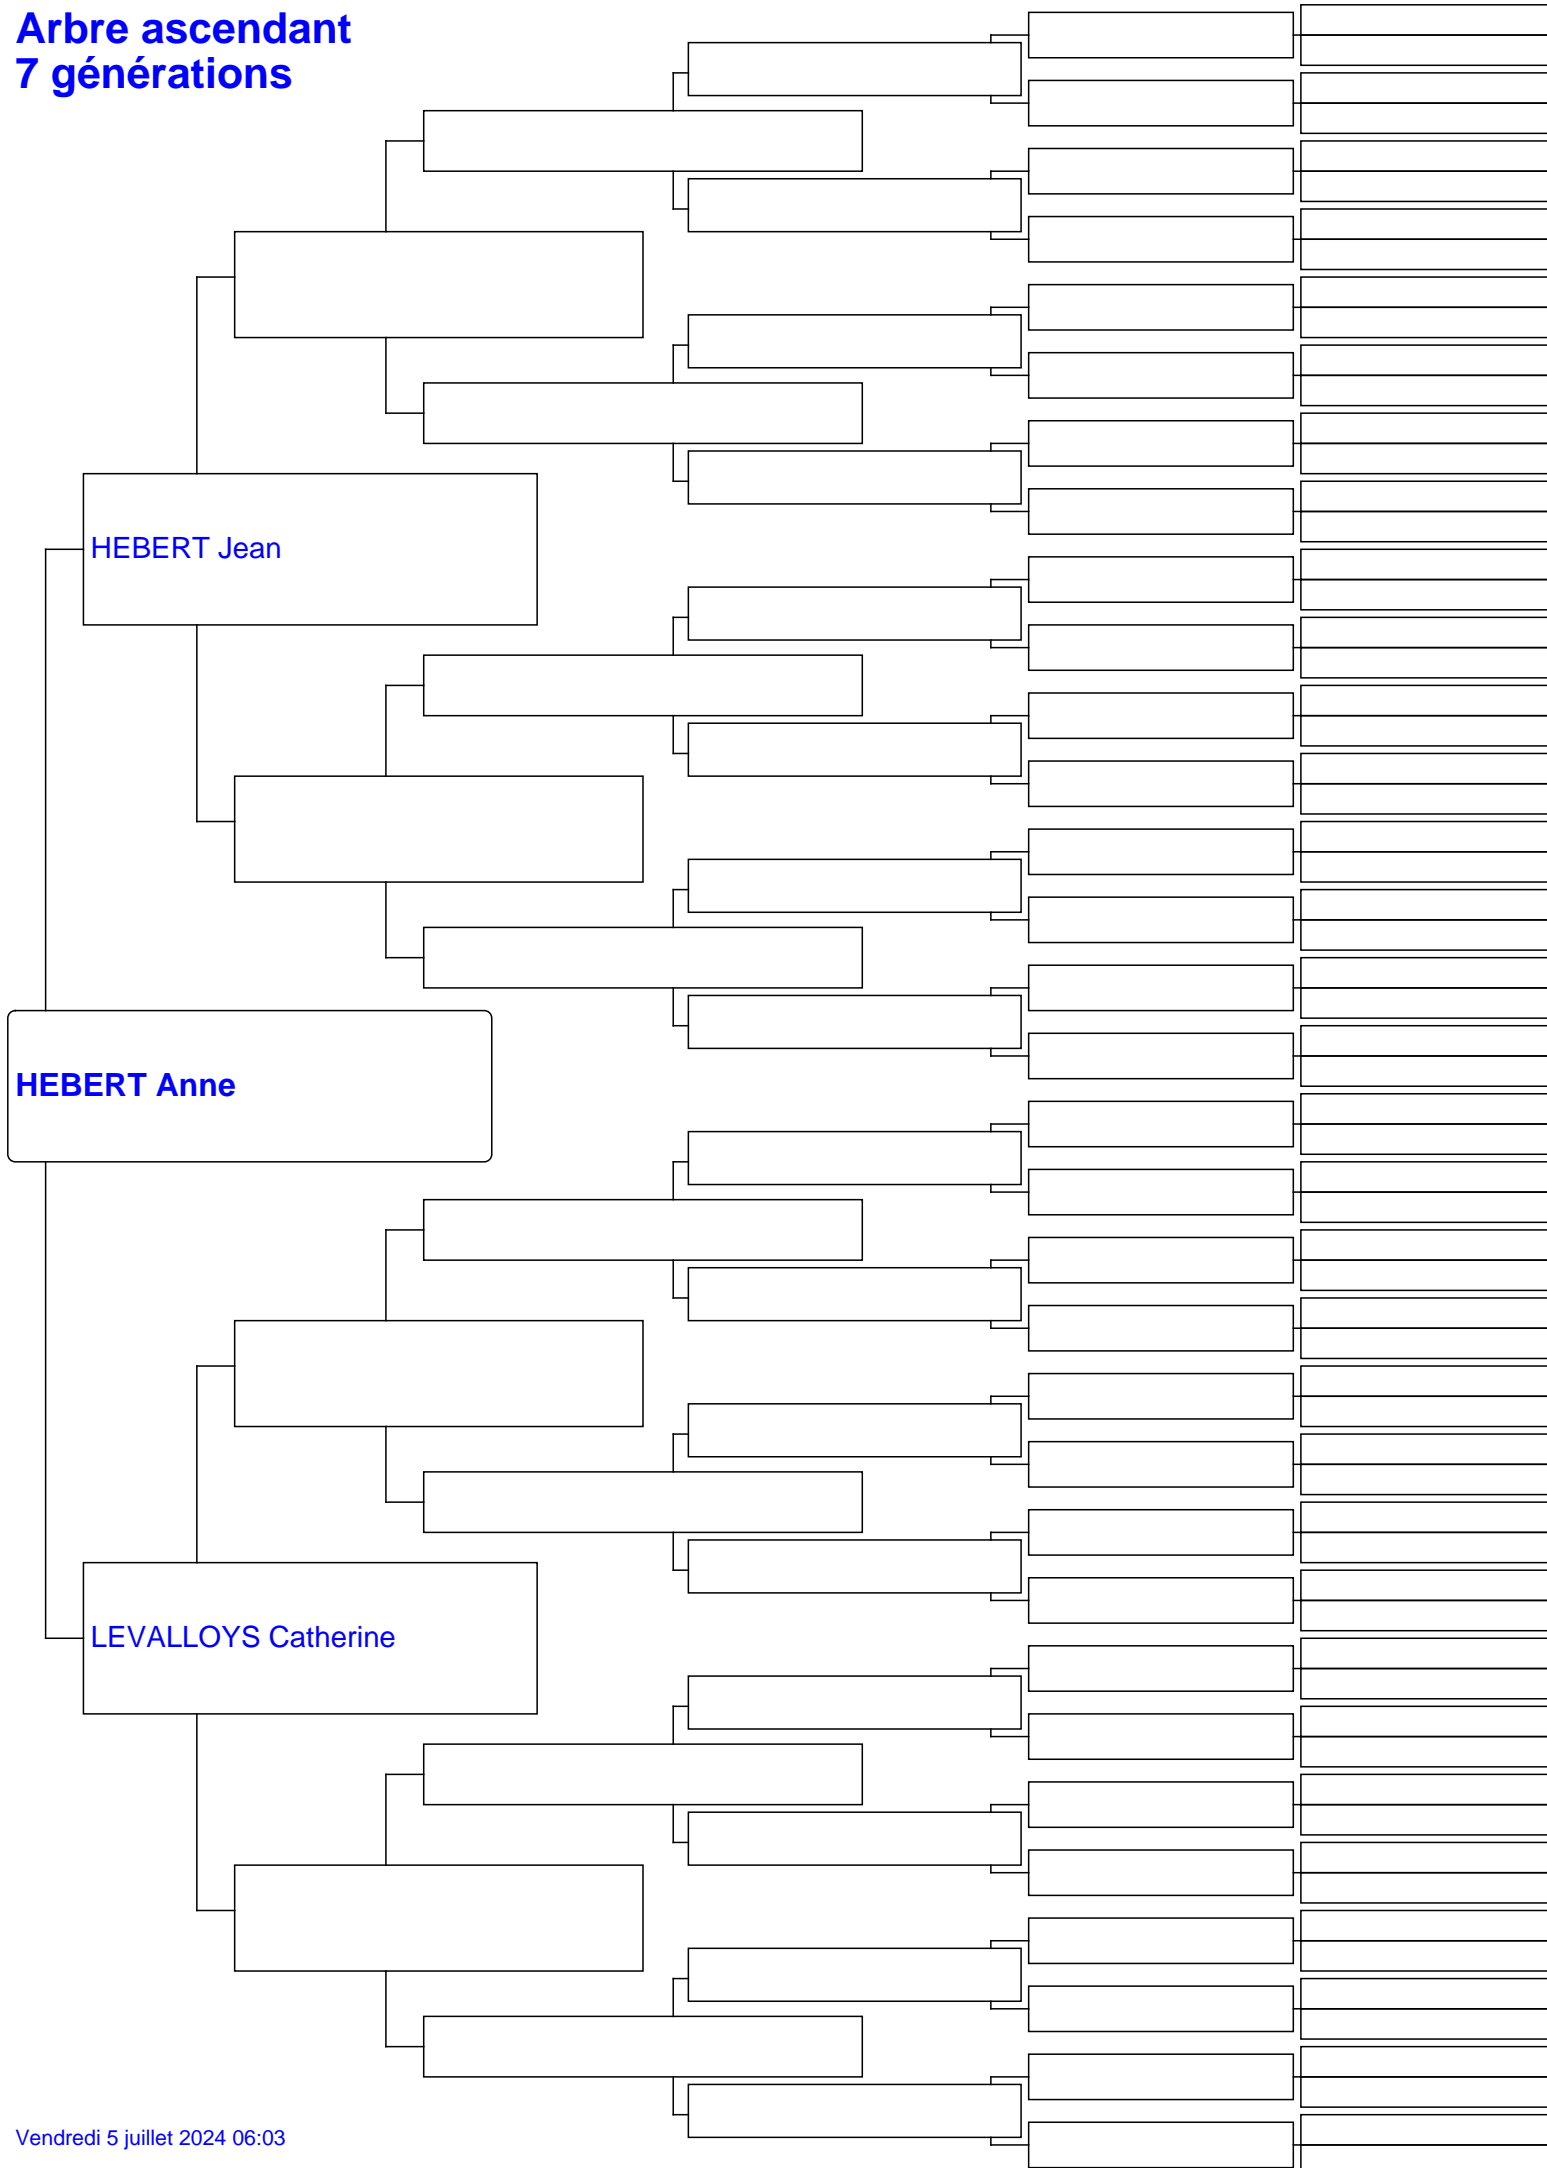 Arbre ascendant
7 générations
HEBERT Jean
HEBERT Anne
LEVALLOYS Catherine
Vendredi 5 juillet 2024 06:03